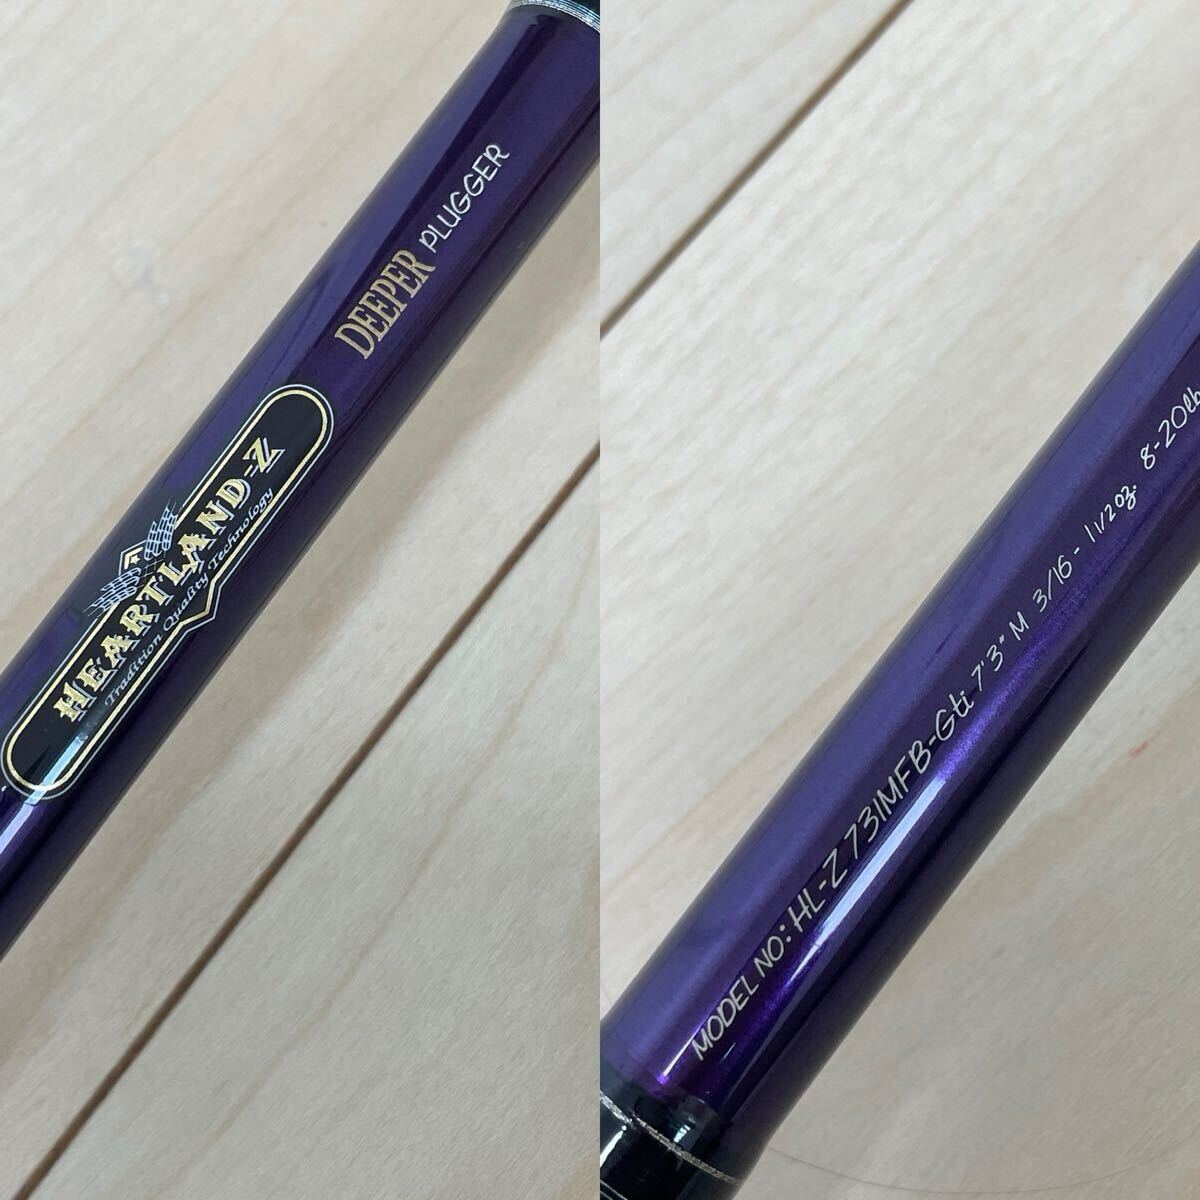 DEEPER PLUGGER
HEARTLAND-Z
Tradition Quality Technology
MODEL NO: HL-Z 731MFB-Gti 7'3" M 3/16 - 1 1/2oz. 8-20lb